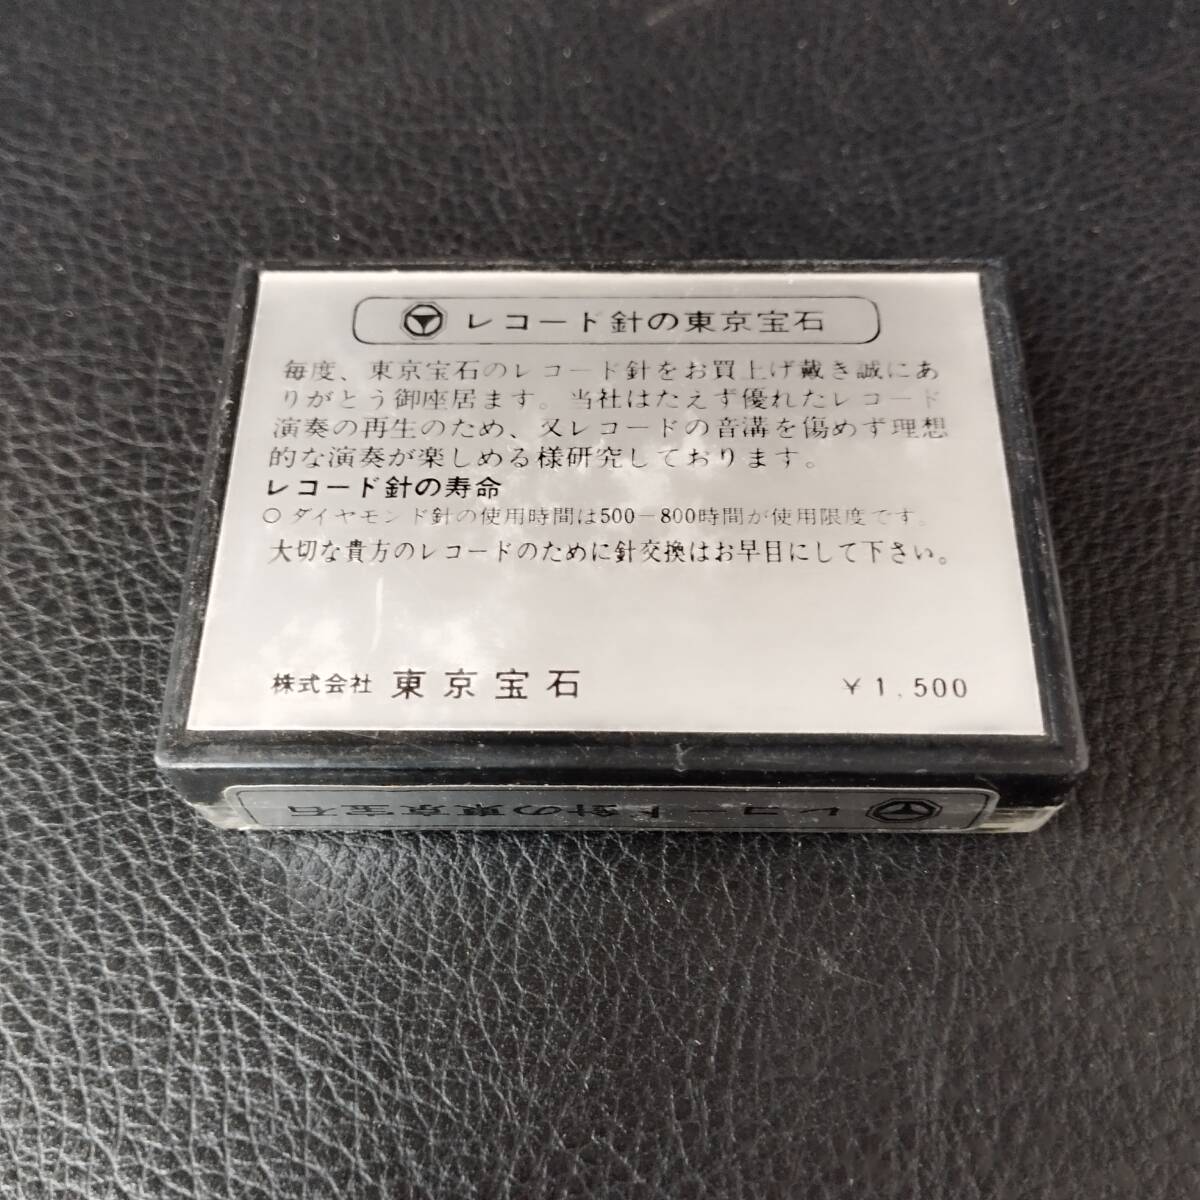 レコード針の東京宝石
毎度、東京宝石のレコード針をお買上げ戴き誠にあ
りがとう御座居ます。当社はたえず優れたレコード
演奏の再生のため、又レコードの音溝を傷めず理想
的な演奏が楽しめる様研究しております。
レコード針の寿命
○ダイヤモンド針の使用時間は500-800時間が使用限度です。
大切な貴方のレコードのために針交換はお早目にして下さい。
株式会社 東京宝石 ¥1,500
レコード針の東京宝石